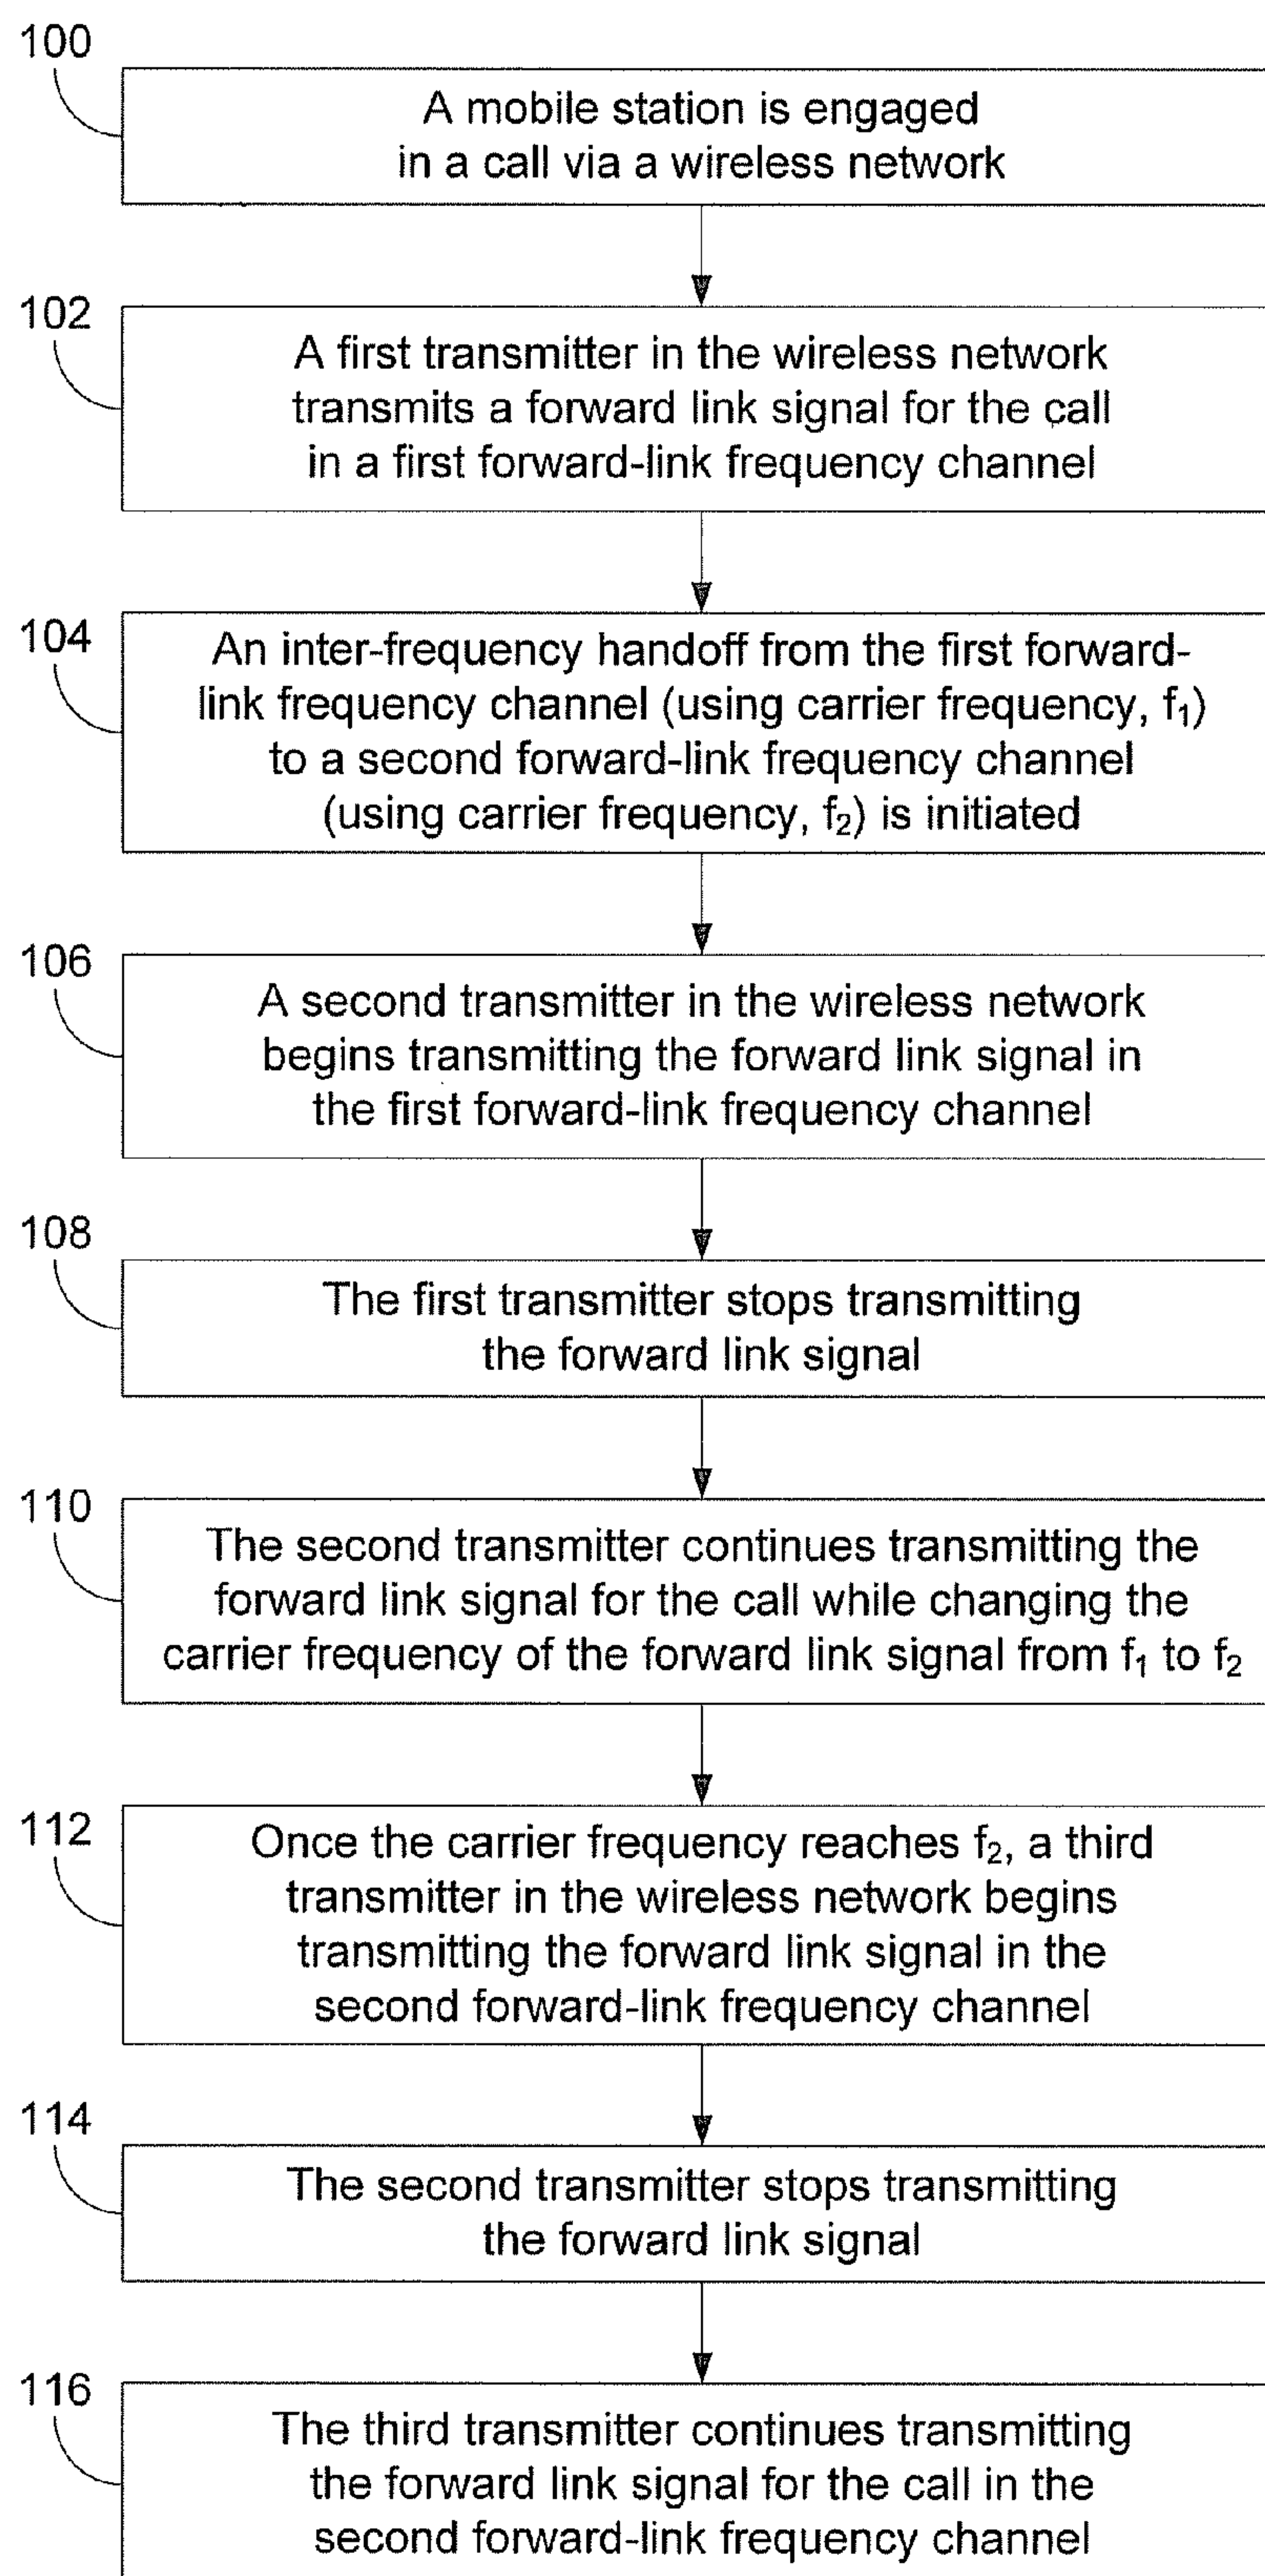 100
A mobile station is engaged
in a call via a wireless network
102
A first transmitter in the wireless network
transmits a forward link signal for the call
in a first forward-link frequency channel
104
An inter-frequency handoff from the first forward-
link frequency channel (using carrier frequency, f₁)
to a second forward-link frequency channel
(using carrier frequency, f₂) is initiated
106
A second transmitter in the wireless network
begins transmitting the forward link signal in
the first forward-link frequency channel
108
The first transmitter stops transmitting
the forward link signal
110
The second transmitter continues transmitting the
forward link signal for the call while changing the
carrier frequency of the forward link signal from f₁ to f₂
112
Once the carrier frequency reaches f₂, a third
transmitter in the wireless network begins
transmitting the forward link signal in the
second forward-link frequency channel
114
The second transmitter stops transmitting
the forward link signal
116
The third transmitter continues transmitting
the forward link signal for the call in the
second forward-link frequency channel